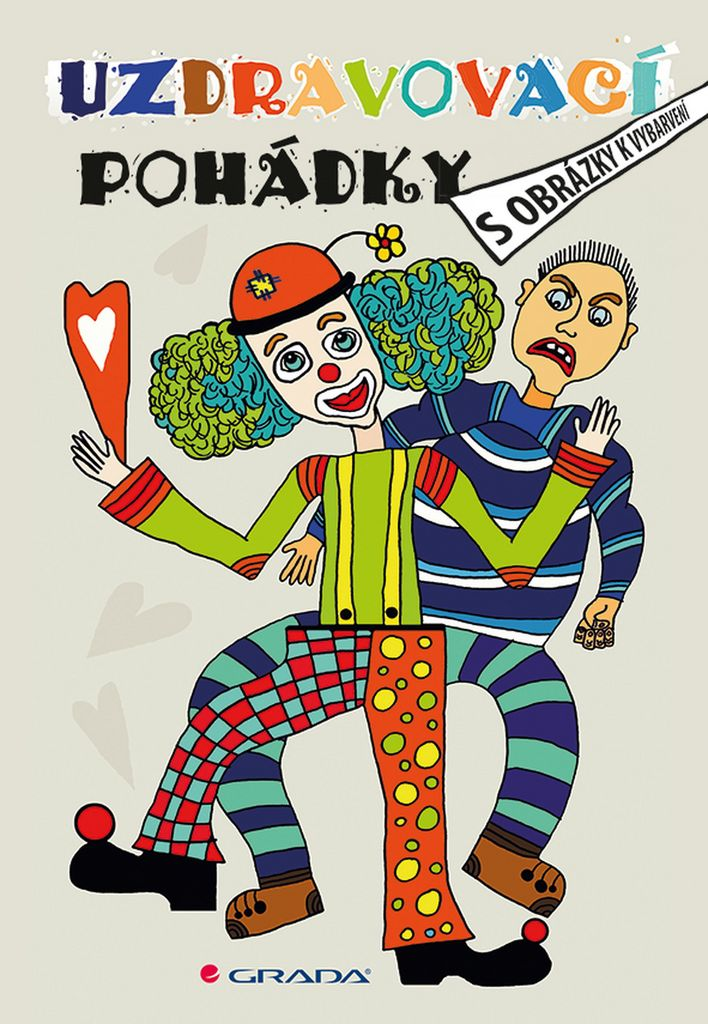 UZDRAVOVACÍ
POHÁDKY
S OBRÁZKY K VYBARVENÍ
GRADA®